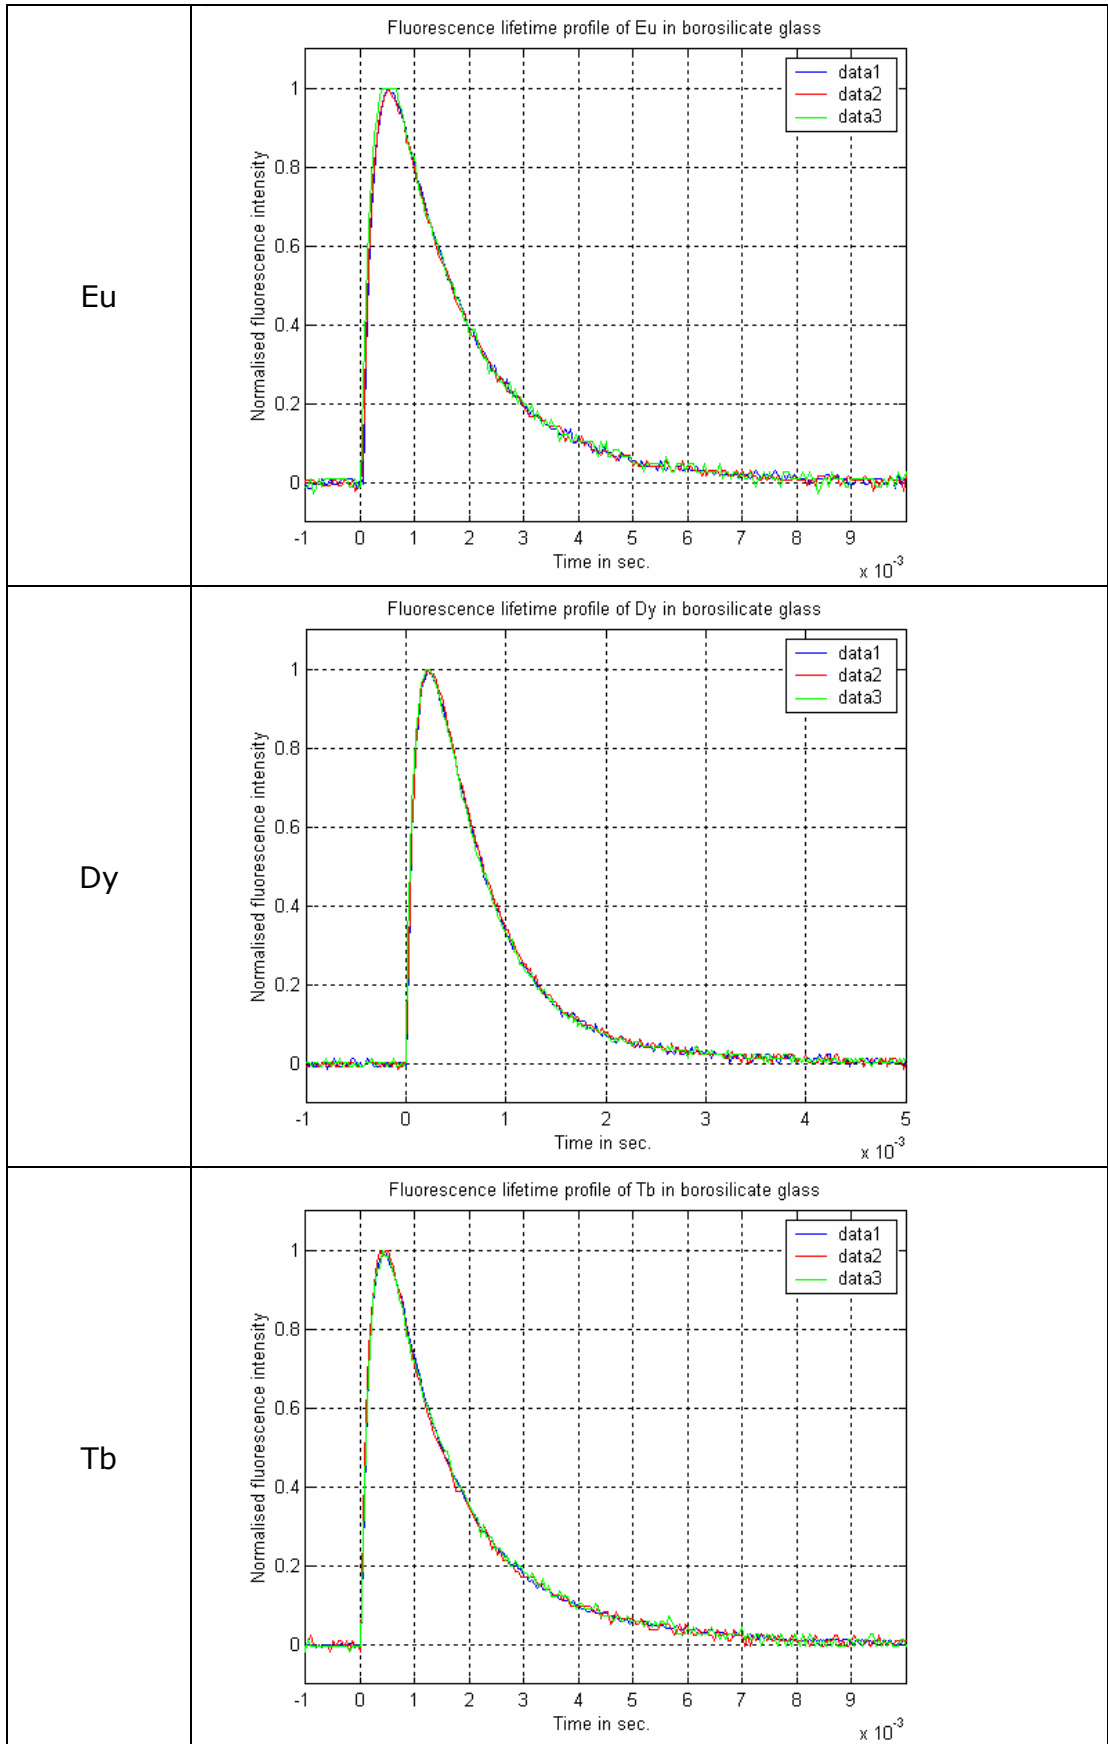 Eu
Fluorescence lifetime profile of Eu in borosilicate glass
data1
data2
data3
Normalised fluorescence intensity
1
0.8
0.6
0.4
0.2
0
-1 0 1 2 3 4 5 6 7 8 9
Time in sec.
x 10-3
Dy
Fluorescence lifetime profile of Dy in borosilicate glass
data1
data2
data3
Normalised fluorescence intensity
1
0.8
0.6
0.4
0.2
0
-1 0 1 2 3 4 5
Time in sec.
x 10-3
Tb
Fluorescence lifetime profile of Tb in borosilicate glass
data1
data2
data3
Normalised fluorescence intensity
1
0.8
0.6
0.4
0.2
0
-1 0 1 2 3 4 5 6 7 8 9
Time in sec.
x 10-3